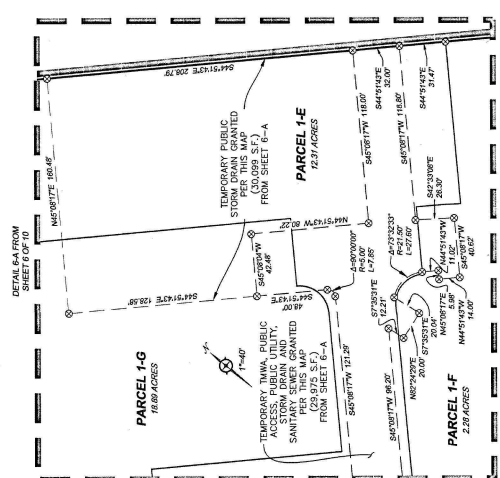 DETAIL 6-A FROM
SHEET 6 OF 10
S44°51'43"E 208.79'
S44°51'43"E
32.00'
S44°51'43"E
31.47'
N45°08'17"E 160.48'
TEMPORARY PUBLIC
STORM DRAIN GRANTED
PER THIS MAP
(30,099 S.F.)
FROM SHEET 6-A
PARCEL 1-E
12.31 ACRES
S45°08'17"W 118.00'
S45°08'17"W 118.80'
S42°33'08"E
26.30'
N44°51'43"W 80.22'
S45°08'04"W
42.48'
S44°51'43"E 128.58'
S44°51'43"E
48.00'
Δ=90°00'00"
R=5.00'
L=7.85'
Δ=73°32'33"
R=21.50'
L=27.60'
N44°51'43"W
11.02'
S45°08'17"W
40.62'
N45°08'17"E
5.98'
N44°51'43"W
14.00'
S7°35'31"E
12.21'
S7°35'31"E
20.04'
N82°24'29"E
20.00'
S45°08'17"W 121.29'
S45°08'17"W 96.20'
PARCEL 1-G
18.89 ACRES
1"=40'
TEMPORARY TMWA, PUBLIC
ACCESS, PUBLIC UTILITY,
STORM DRAIN AND
SANITARY SEWER GRANTED
PER THIS MAP
(29,975 S.F.)
FROM SHEET 6-A
PARCEL 1-F
2.28 ACRES